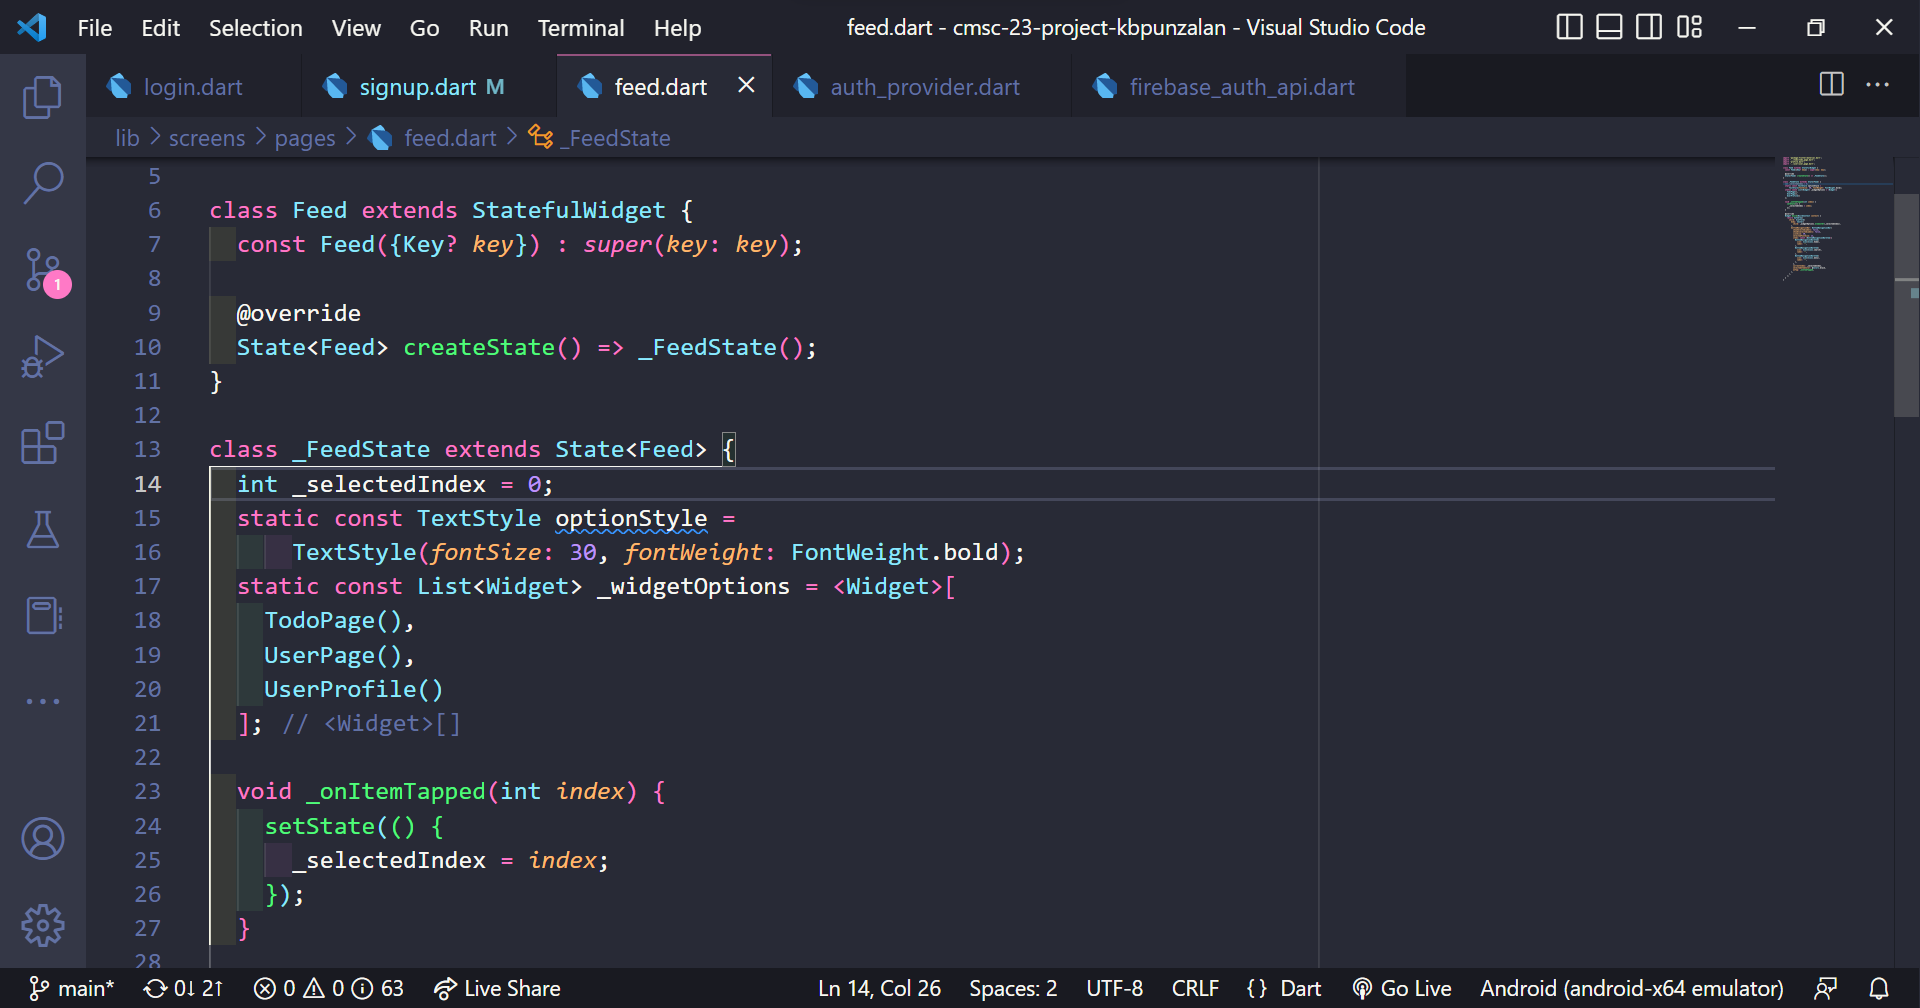 File Edit Selection View Go Run Terminal Help feed.dart - cmsc-23-project-kbpunzalan - Visual Studio Code
login.dart signup.dart M feed.dart auth_provider.dart firebase_auth_api.dart
lib > screens > pages > feed.dart > _FeedState
1
5
6 class Feed extends StatefulWidget {
7 const Feed({Key? key}) : super(key: key);
8
9 @override
10 State<Feed> createState() => _FeedState();
11 }
12
13 class _FeedState extends State<Feed> {
14 int _selectedIndex = 0;
15 static const TextStyle optionStyle =
16 TextStyle(fontSize: 30, fontWeight: FontWeight.bold);
17 static const List<Widget> _widgetOptions = <Widget>[
18 TodoPage(),
19 UserPage(),
20 UserProfile()
21 ]; // <Widget>[]
22
23 void _onItemTapped(int index) {
24 setState(() {
25 _selectedIndex = index;
26 });
27 }
28
main* 0↓ 2↑ 0 0 63 Live Share Ln 14, Col 26 Spaces: 2 UTF-8 CRLF {} Dart Go Live Android (android-x64 emulator)